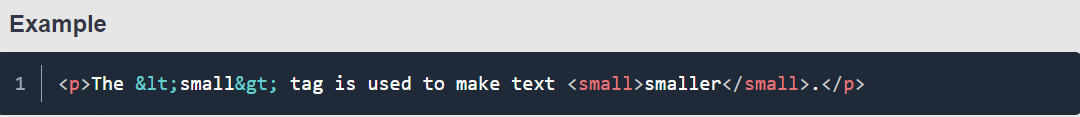 Example
1 <p>The &lt;small&gt; tag is used to make text <small>smaller</small>.</p>